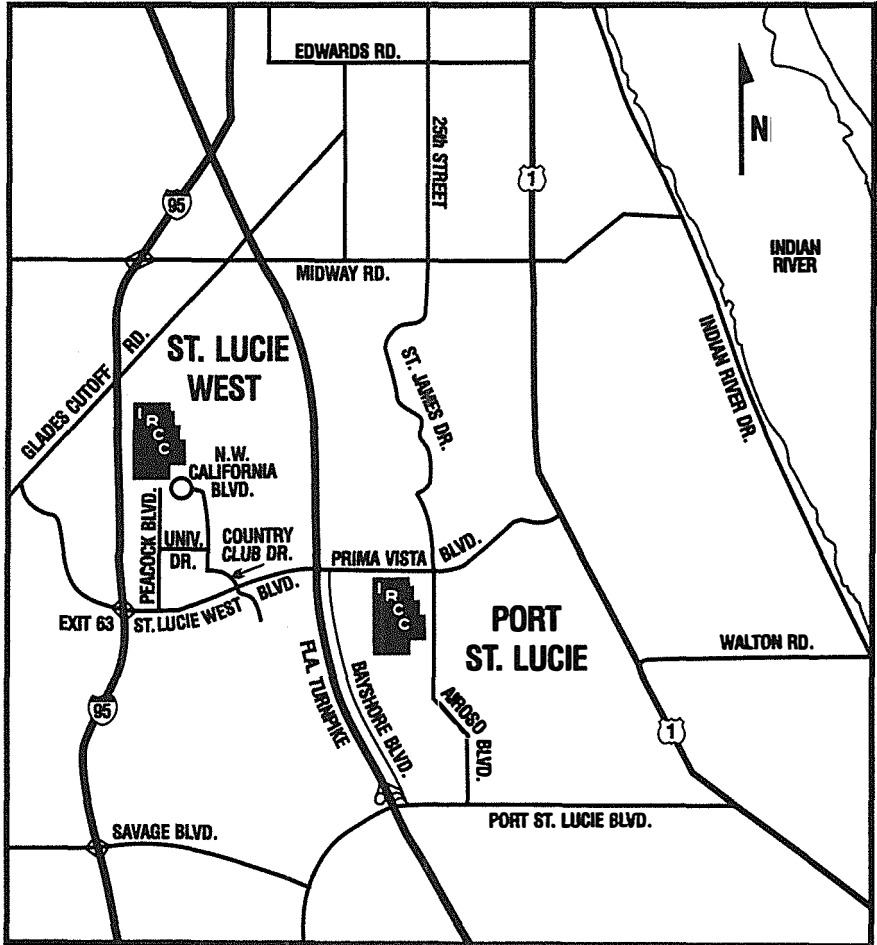 EDWARDS RD.
25th STREET
1
N
95
INDIAN
RIVER
MIDWAY RD.
GLADES CUTOFF RD.
ST. LUCIE
WEST
ST. JAMES DR.
INDIAN RIVER DR.
IRCC
N.W.
CALIFORNIA
BLVD.
PEACOCK BLVD.
UNIV.
DR.
COUNTRY
CLUB DR.
PRIMA VISTA BLVD.
EXIT 63
ST. LUCIE WEST BLVD.
IRCC
PORT
ST. LUCIE
WALTON RD.
FLA. TURNPIKE
BAYSHORE BLVD.
AIROSO BLVD.
95
1
SAVAGE BLVD.
PORT ST. LUCIE BLVD.